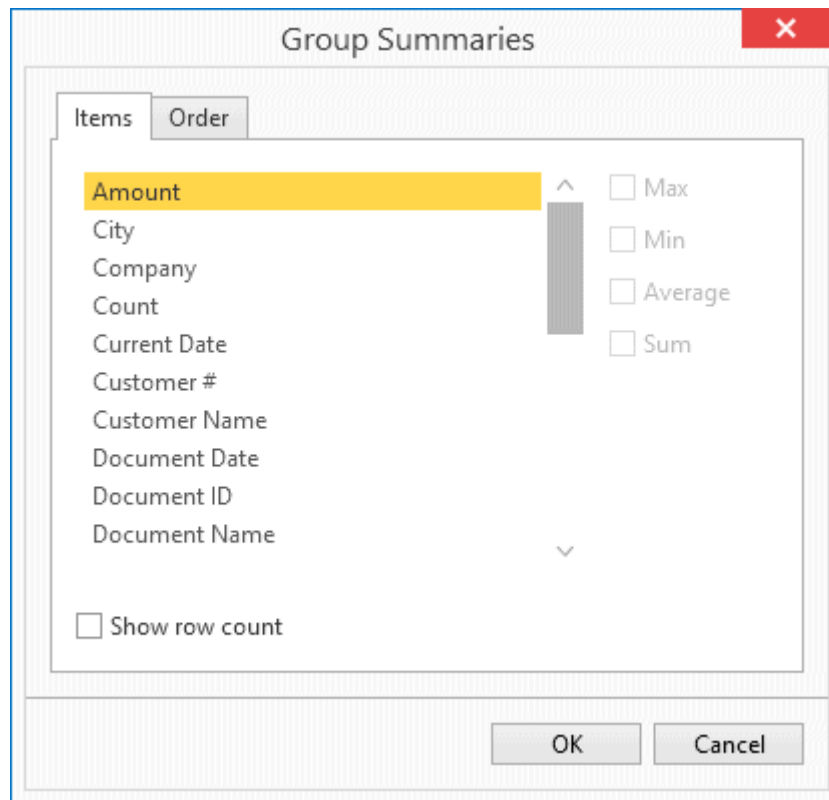 Group Summaries
Items Order
Amount
City
Company
Count
Current Date
Customer #
Customer Name
Document Date
Document ID
Document Name
Max
Min
Average
Sum
Show row count
OK Cancel